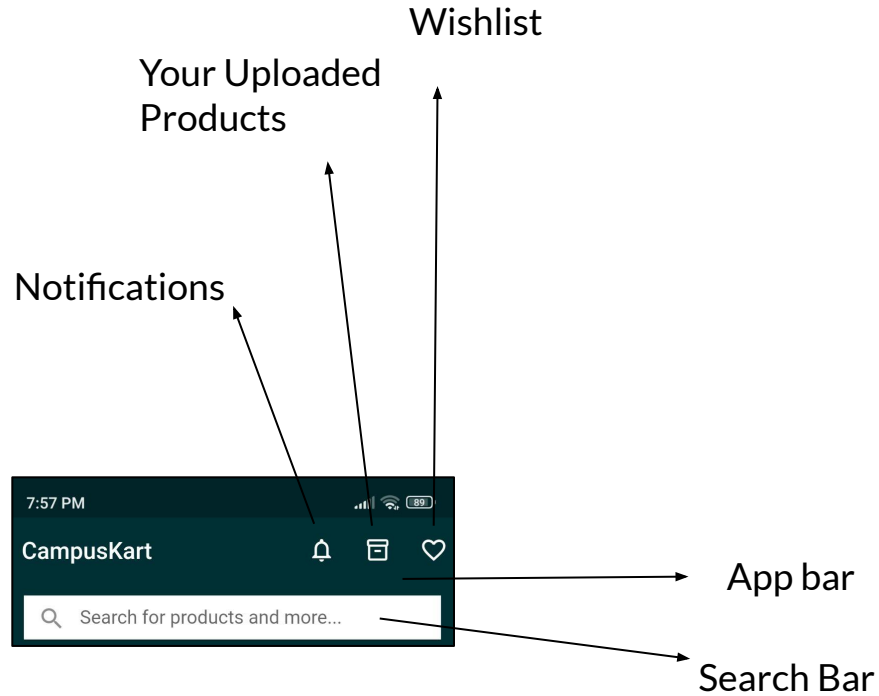 Wishlist
Your Uploaded
Products
Notifications
7:57 PM
89
CampusKart
App bar
Search for products and more...
Search Bar